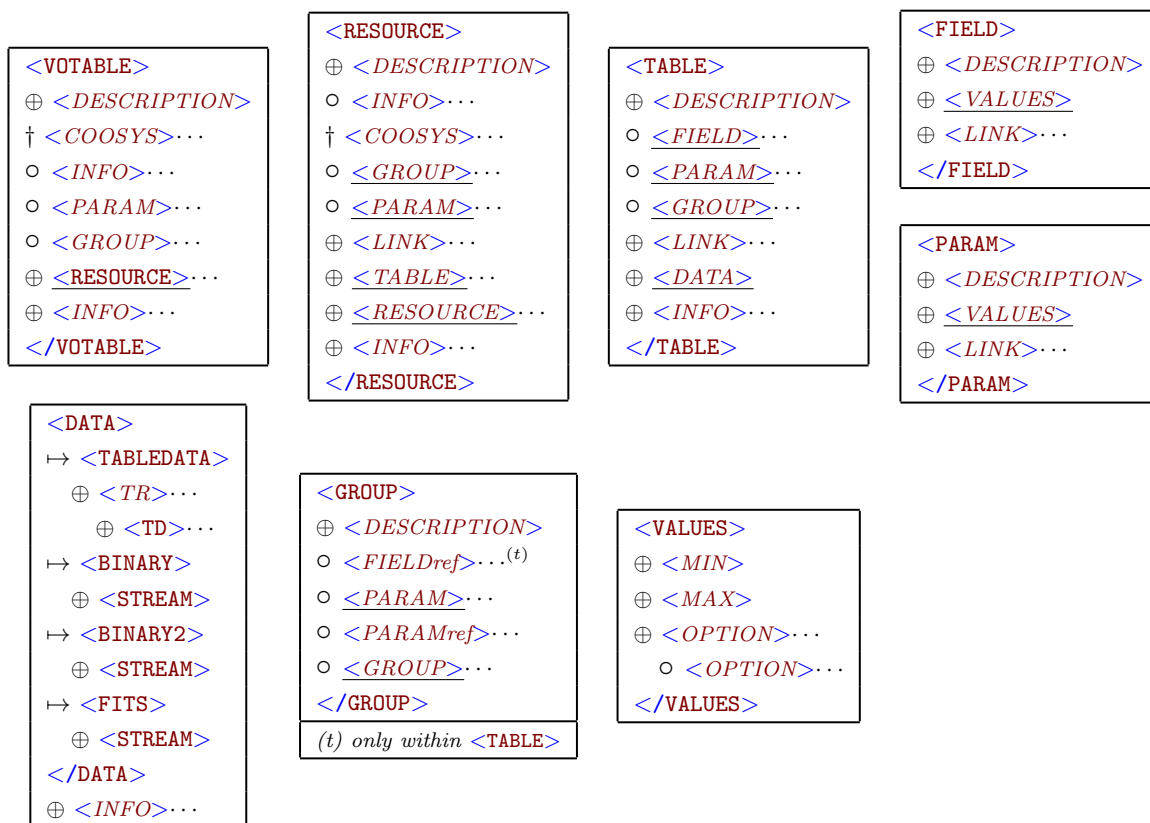 <VOTABLE>
⊕ <DESCRIPTION>
† <COOSYS>···
○ <INFO>···
○ <PARAM>···
○ <GROUP>···
⊕ <RESOURCE>···
⊕ <INFO>···
</VOTABLE>
<RESOURCE>
⊕ <DESCRIPTION>
○ <INFO>···
† <COOSYS>···
○ <GROUP>···
○ <PARAM>···
⊕ <LINK>···
⊕ <TABLE>···
⊕ <RESOURCE>···
⊕ <INFO>···
</RESOURCE>
<TABLE>
⊕ <DESCRIPTION>
○ <FIELD>···
○ <PARAM>···
○ <GROUP>···
⊕ <LINK>···
⊕ <DATA>
⊕ <INFO>···
</TABLE>
<FIELD>
⊕ <DESCRIPTION>
⊕ <VALUES>
⊕ <LINK>···
</FIELD>
<PARAM>
⊕ <DESCRIPTION>
⊕ <VALUES>
⊕ <LINK>···
</PARAM>
<DATA>
↦ <TABLEDATA>
⊕ <TR>···
⊕ <TD>···
↦ <BINARY>
⊕ <STREAM>
↦ <BINARY2>
⊕ <STREAM>
↦ <FITS>
⊕ <STREAM>
</DATA>
⊕ <INFO>···
<GROUP>
⊕ <DESCRIPTION>
○ <FIELDref>···(t)
○ <PARAM>···
○ <PARAMref>···
○ <GROUP>···
</GROUP>
(t) only within <TABLE>
<VALUES>
⊕ <MIN>
⊕ <MAX>
⊕ <OPTION>···
○ <OPTION>···
</VALUES>